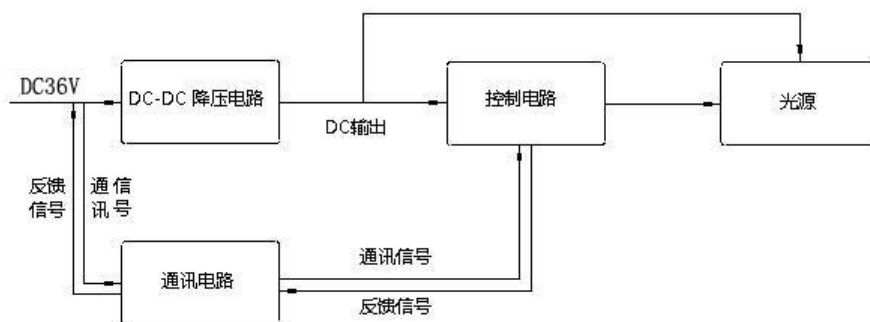 DC36V
DC-DC 降压电路
DC输出
控制电路
光源
反馈
信号
通信
讯号
通讯电路
通讯信号
反馈信号